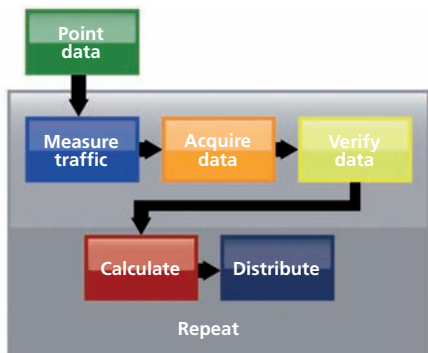 Point
data
Measure
traffic
Acquire
data
Verify
data
Calculate
Distribute
Repeat